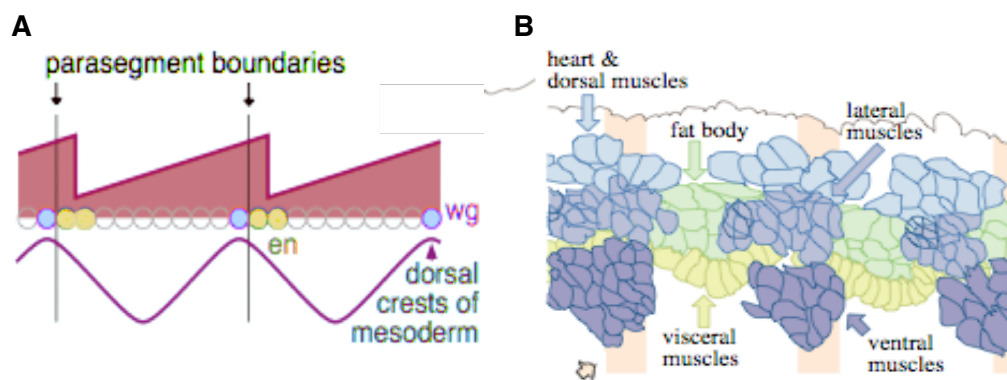 A
parasegment boundaries
wg
en
dorsal
crests of
mesoderm
B
heart &
dorsal muscles
fat body
lateral
muscles
visceral
muscles
ventral
muscles